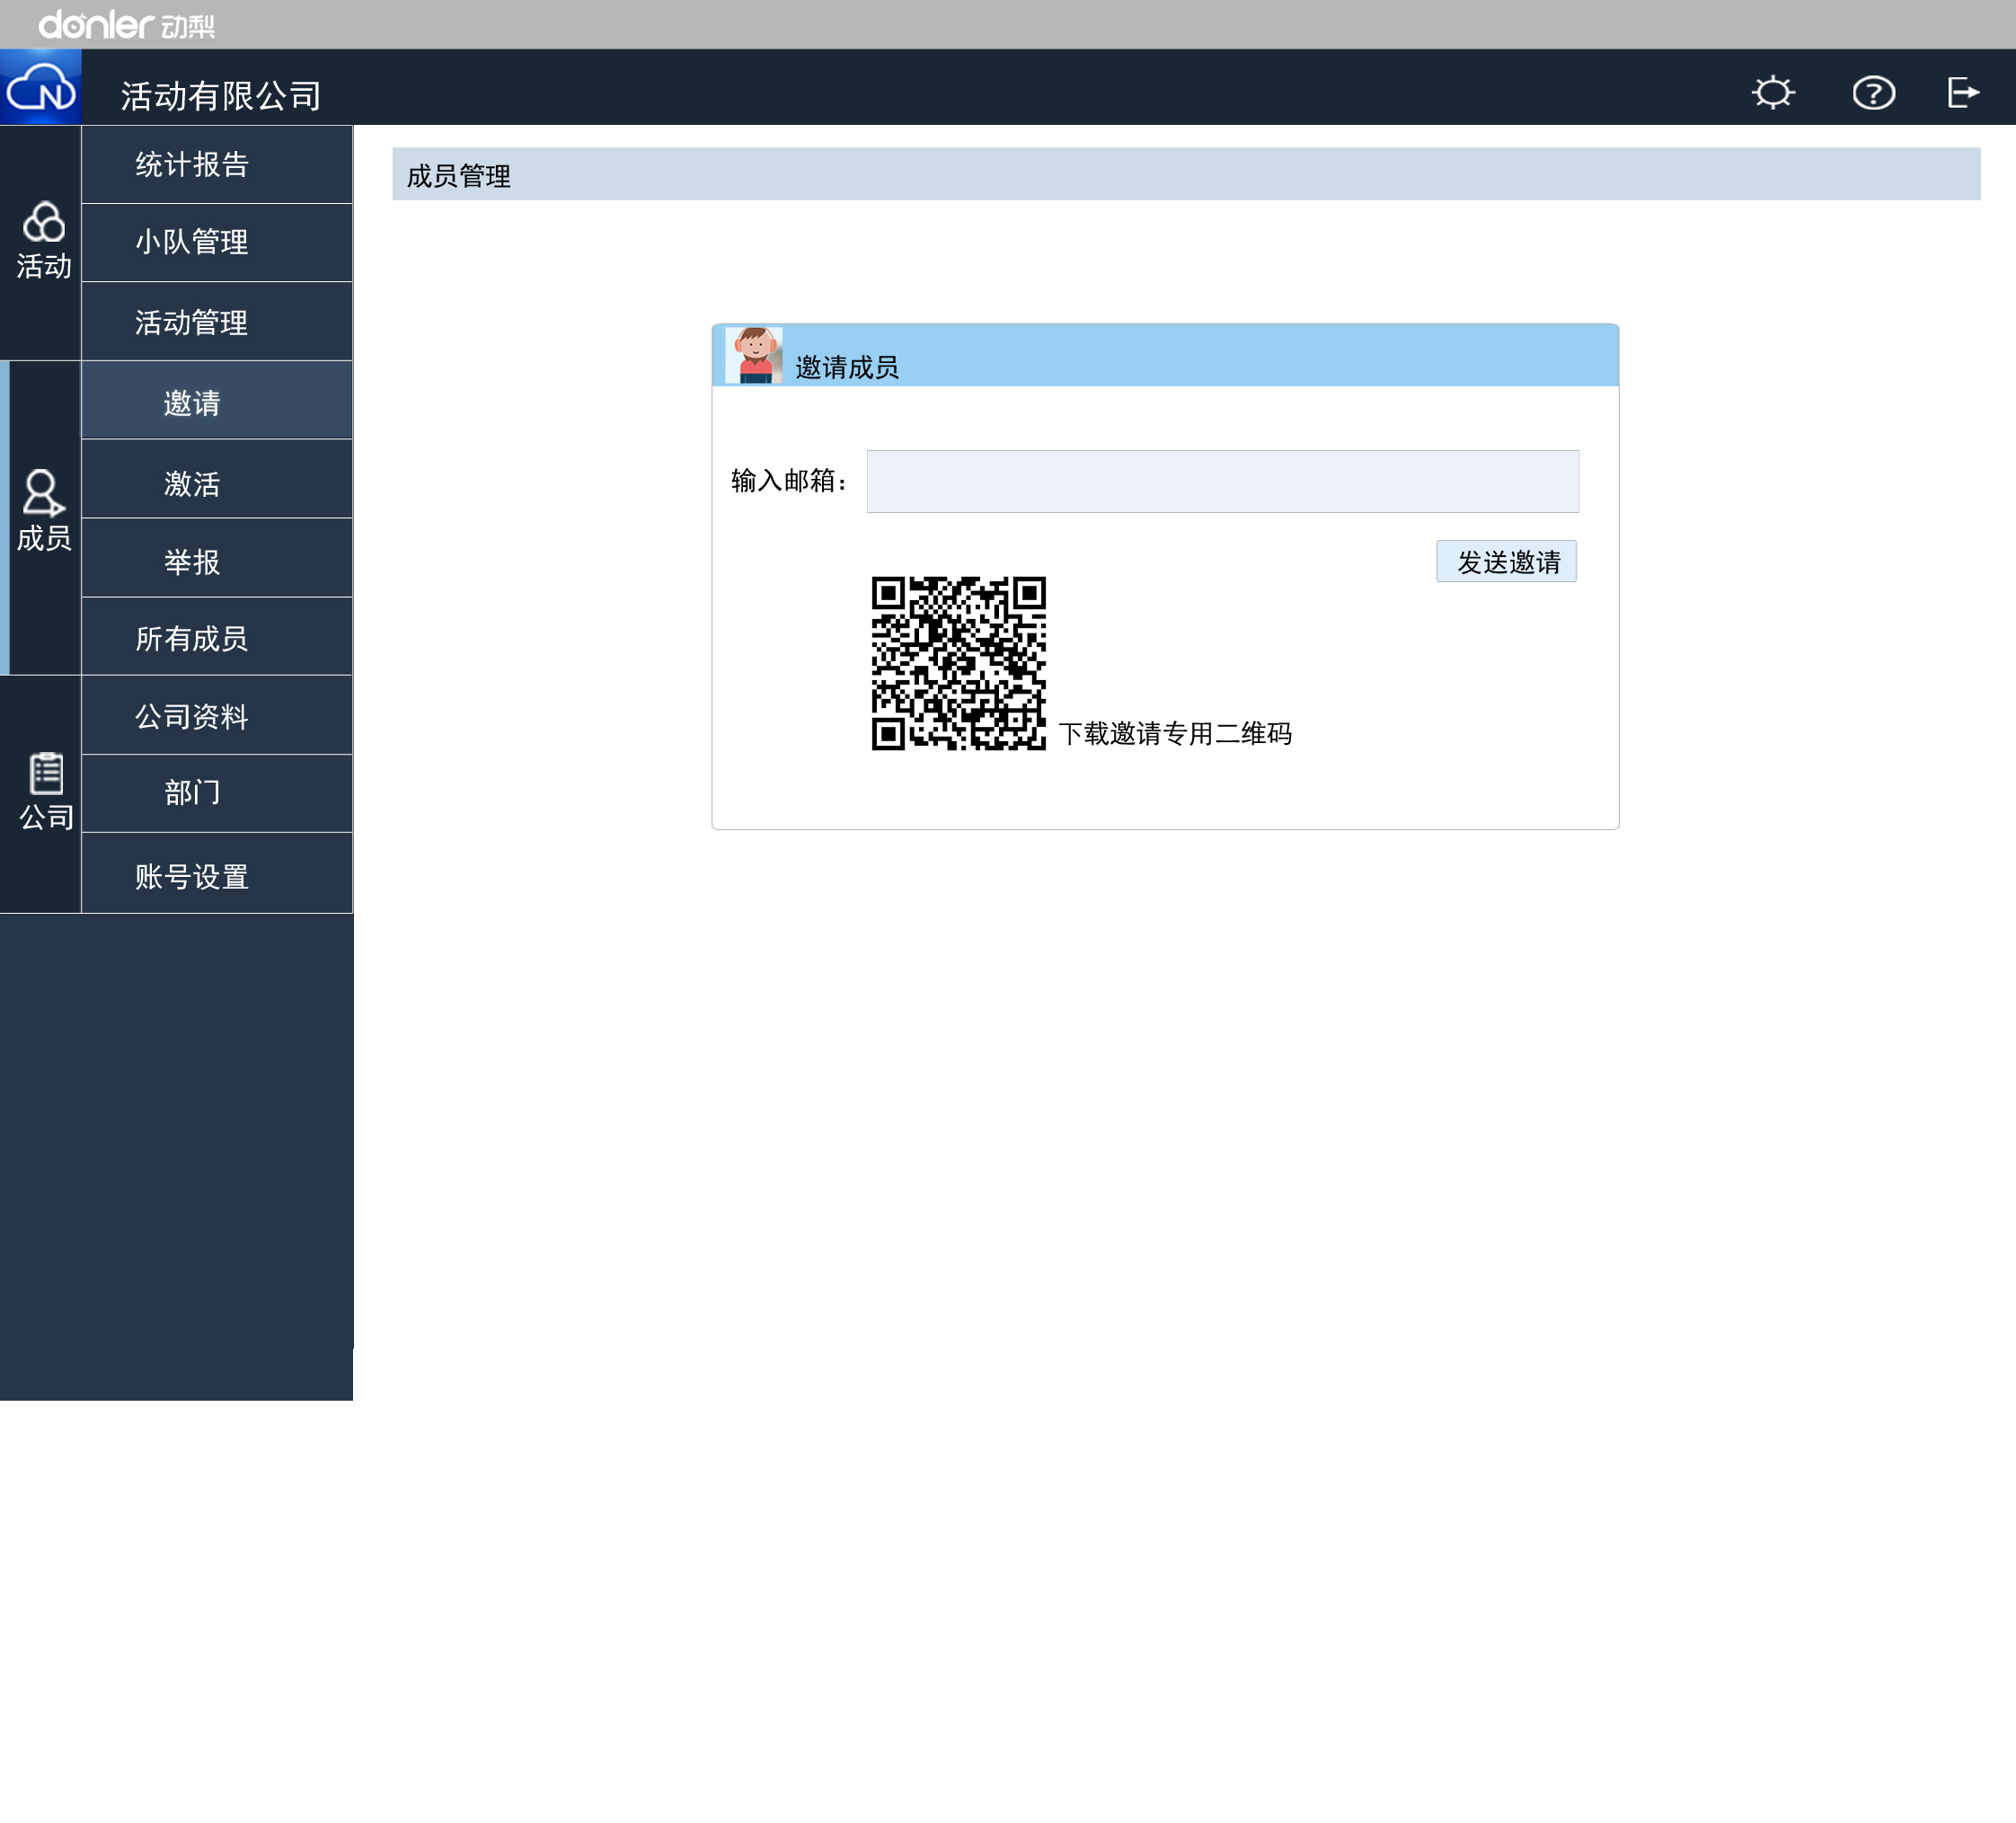 donler 动梨
活动有限公司
活动
统计报告
小队管理
活动管理
成员
邀请
激活
举报
所有成员
公司
公司资料
部门
账号设置
成员管理
邀请成员
输入邮箱：
发送邀请
下载邀请专用二维码